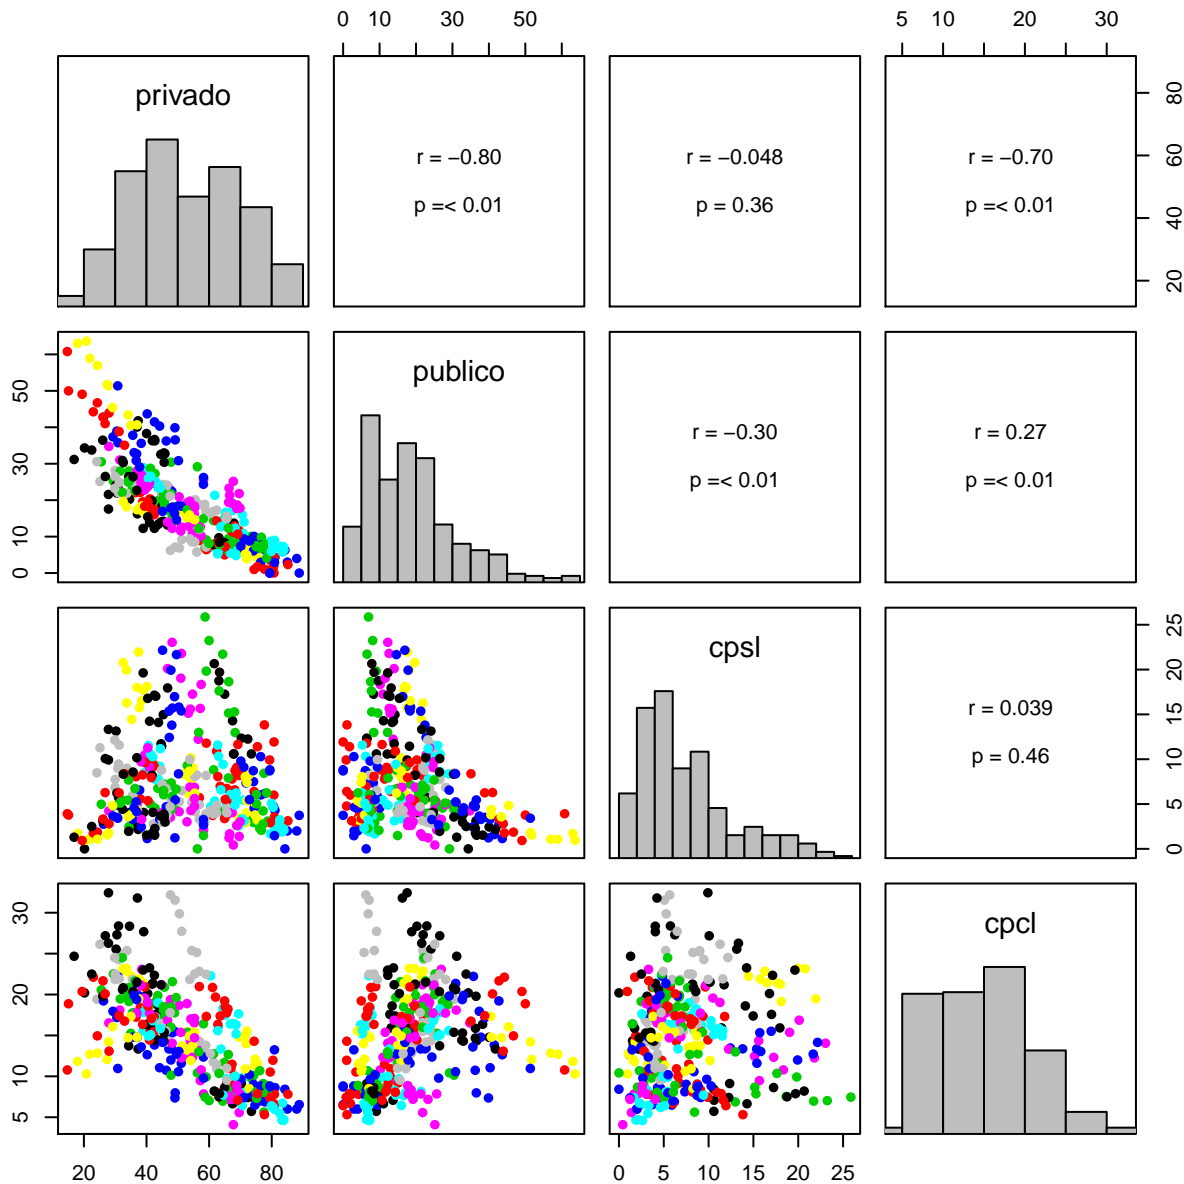 0 10 30 50
5 10 20 30
privado
r = −0.80
p =< 0.01
r = −0.048
p = 0.36
r = −0.70
p =< 0.01
20 40 60 80
0 10 30 50
publico
r = −0.30
p =< 0.01
r = 0.27
p =< 0.01
cpsl
r = 0.039
p = 0.46
0 5 10 15 20 25
5 10 20 30
cpcl
20 40 60 80
0 5 10 15 20 25